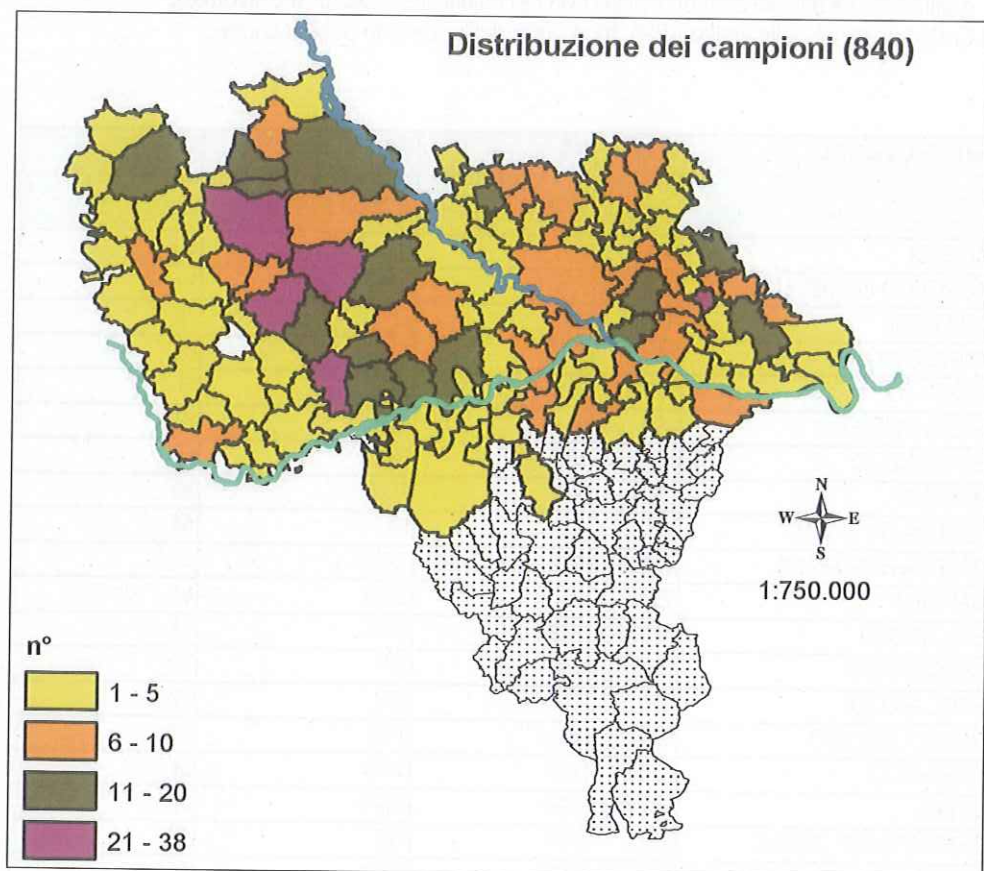 Distribuzione dei campioni (840)
N
W E
S
1:750.000
n°
1 - 5
6 - 10
11 - 20
21 - 38